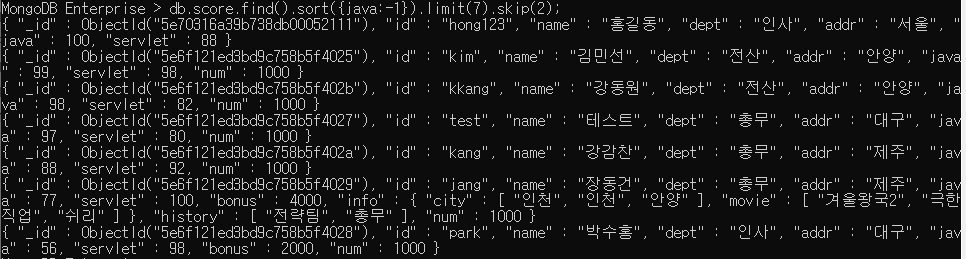 MongoDB Enterprise > db.score.find().sort({java:-1}).limit(7).skip(2);
{ "_id" : ObjectId("5e70316a39b738db00052111"), "id" : "hong123", "name" : "홍길동", "dept" : "인사", "addr" : "서울", "
java" : 100, "servlet" : 88 }
{ "_id" : ObjectId("5e6f121ed3bd9c758b5f4025"), "id" : "kim", "name" : "김민선", "dept" : "전산", "addr" : "안양", "java
" : 99, "servlet" : 98, "num" : 1000 }
{ "_id" : ObjectId("5e6f121ed3bd9c758b5f402b"), "id" : "kkang", "name" : "강동원", "dept" : "전산", "addr" : "안양", "ja
va" : 98, "servlet" : 82, "num" : 1000 }
{ "_id" : ObjectId("5e6f121ed3bd9c758b5f4027"), "id" : "test", "name" : "테스트", "dept" : "총무", "addr" : "대구", "jav
a" : 97, "servlet" : 80, "num" : 1000 }
{ "_id" : ObjectId("5e6f121ed3bd9c758b5f402a"), "id" : "kang", "name" : "강감찬", "dept" : "총무", "addr" : "제주", "jav
a" : 88, "servlet" : 92, "num" : 1000 }
{ "_id" : ObjectId("5e6f121ed3bd9c758b5f4029"), "id" : "jang", "name" : "장동건", "dept" : "총무", "addr" : "제주", "jav
a" : 77, "servlet" : 100, "bonus" : 4000, "info" : { "city" : [ "인천", "인천", "안양" ], "movie" : [ "겨울왕국2", "극한
직업", "쉬리" ] }, "history" : [ "전략팀", "총무" ], "num" : 1000 }
{ "_id" : ObjectId("5e6f121ed3bd9c758b5f4028"), "id" : "park", "name" : "박수홍", "dept" : "인사", "addr" : "대구", "jav
a" : 56, "servlet" : 98, "bonus" : 2000, "num" : 1000 }